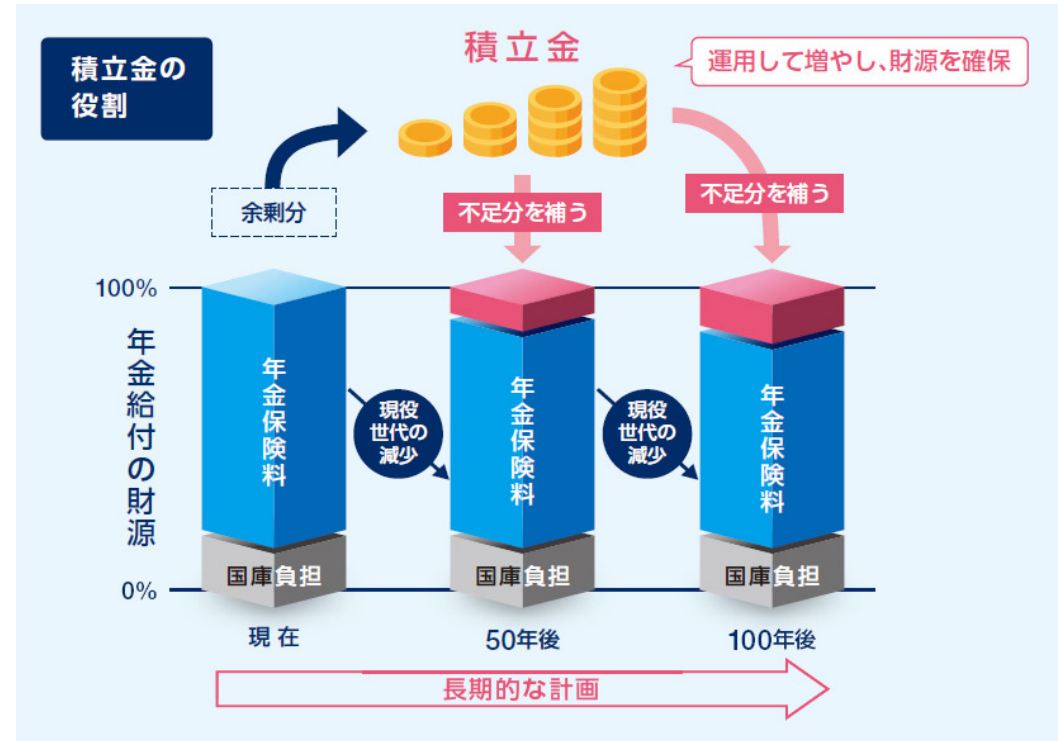 積立金の
役割
積立金
運用して増やし、財源を確保
余剰分
不足分を補う
不足分を補う
100%
年金給付の財源
0%
年金保険料
国庫負担
現役
世代の
減少
年金保険料
国庫負担
現役
世代の
減少
年金保険料
国庫負担
現在
50年後
100年後
長期的な計画